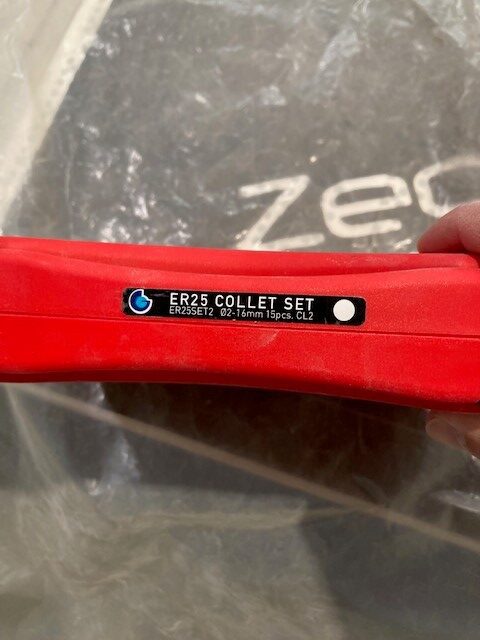 zec
ER25 COLLET SET
ER25SET2 Ø2-16mm 15pcs. CL2